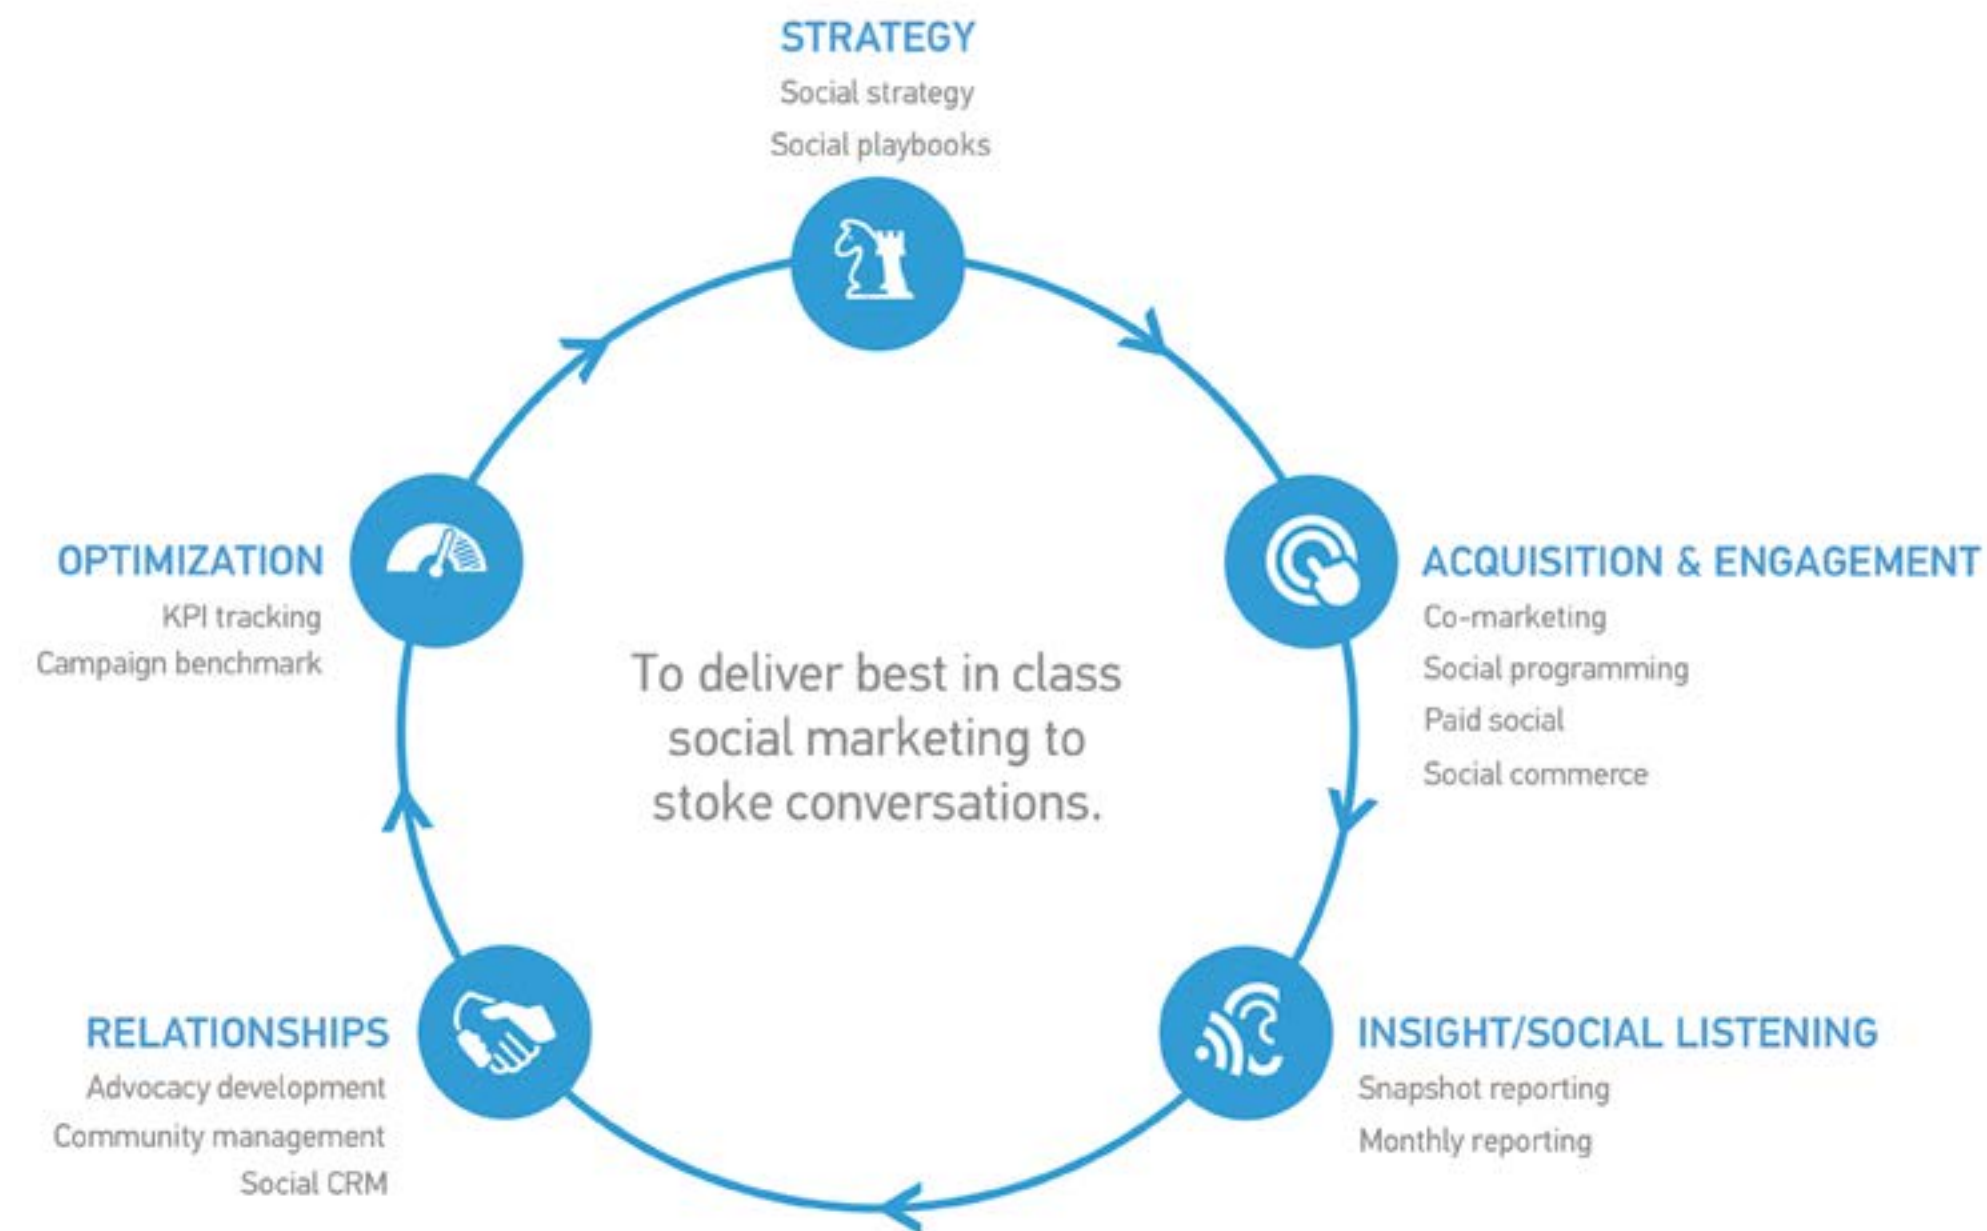 STRATEGY
Social strategy
Social playbooks
ACQUISITION & ENGAGEMENT
Co-marketing
Social programming
Paid social
Social commerce
INSIGHT/SOCIAL LISTENING
Snapshot reporting
Monthly reporting
RELATIONSHIPS
Advocacy development
Community management
Social CRM
OPTIMIZATION
KPI tracking
Campaign benchmark
To deliver best in class
social marketing to
stoke conversations.